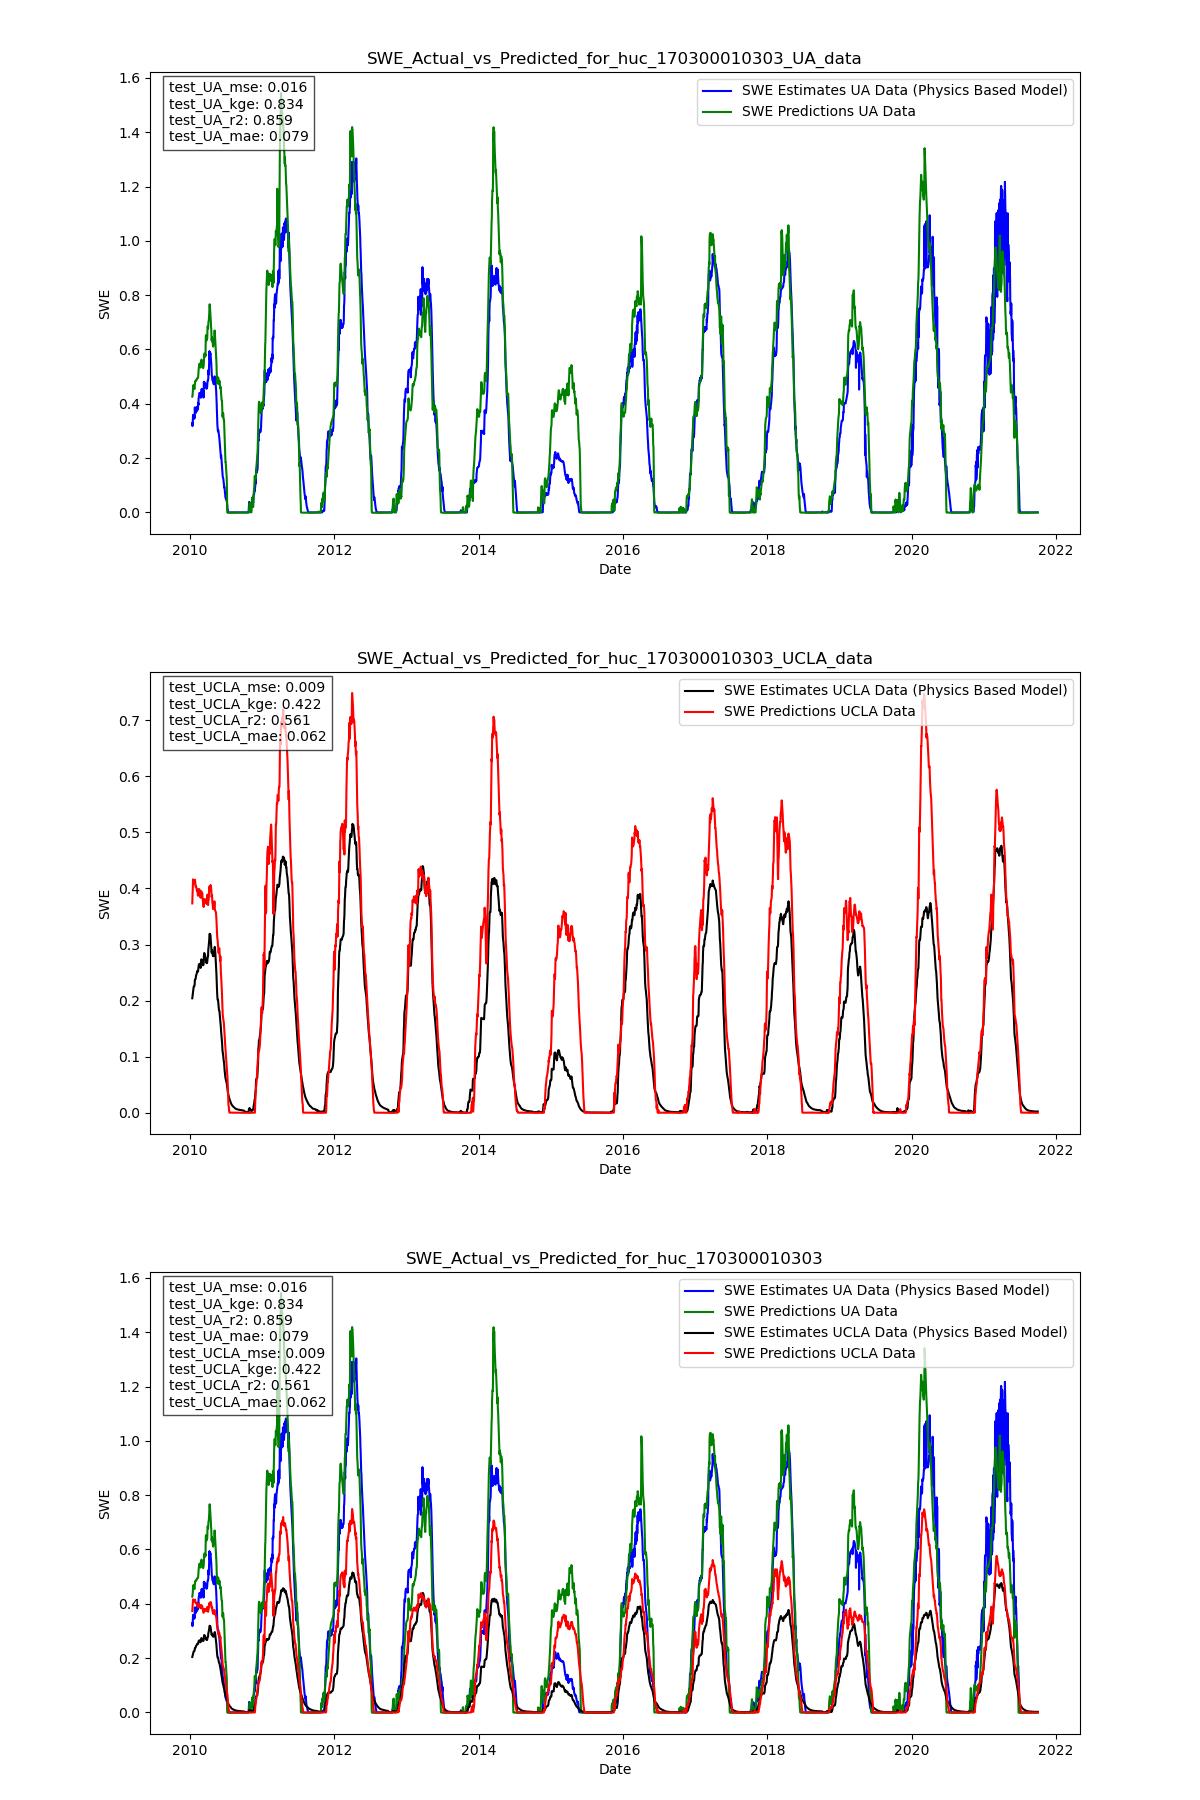 SWE_Actual_vs_Predicted_for_huc_170300010303_UA_data
test_UA_mse: 0.016
test_UA_kge: 0.834
test_UA_r2: 0.859
test_UA_mae: 0.079
SWE Estimates UA Data (Physics Based Model)
SWE Predictions UA Data
1.6
1.4
1.2
1.0
0.8
0.6
0.4
0.2
0.0
SWE
2010 2012 2014 2016 2018 2020 2022
Date
SWE_Actual_vs_Predicted_for_huc_170300010303_UCLA_data
test_UCLA_mse: 0.009
test_UCLA_kge: 0.422
test_UCLA_r2: 0.561
test_UCLA_mae: 0.062
SWE Estimates UCLA Data (Physics Based Model)
SWE Predictions UCLA Data
0.7
0.6
0.5
0.4
0.3
0.2
0.1
0.0
SWE
2010 2012 2014 2016 2018 2020 2022
Date
SWE_Actual_vs_Predicted_for_huc_170300010303
test_UA_mse: 0.016
test_UA_kge: 0.834
test_UA_r2: 0.859
test_UA_mae: 0.079
test_UCLA_mse: 0.009
test_UCLA_kge: 0.422
test_UCLA_r2: 0.561
test_UCLA_mae: 0.062
SWE Estimates UA Data (Physics Based Model)
SWE Predictions UA Data
SWE Estimates UCLA Data (Physics Based Model)
SWE Predictions UCLA Data
1.6
1.4
1.2
1.0
0.8
0.6
0.4
0.2
0.0
SWE
2010 2012 2014 2016 2018 2020 2022
Date